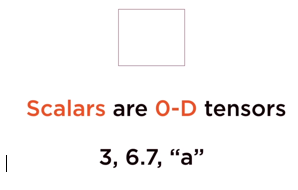 Scalars are 0-D tensors
3, 6.7, “a”